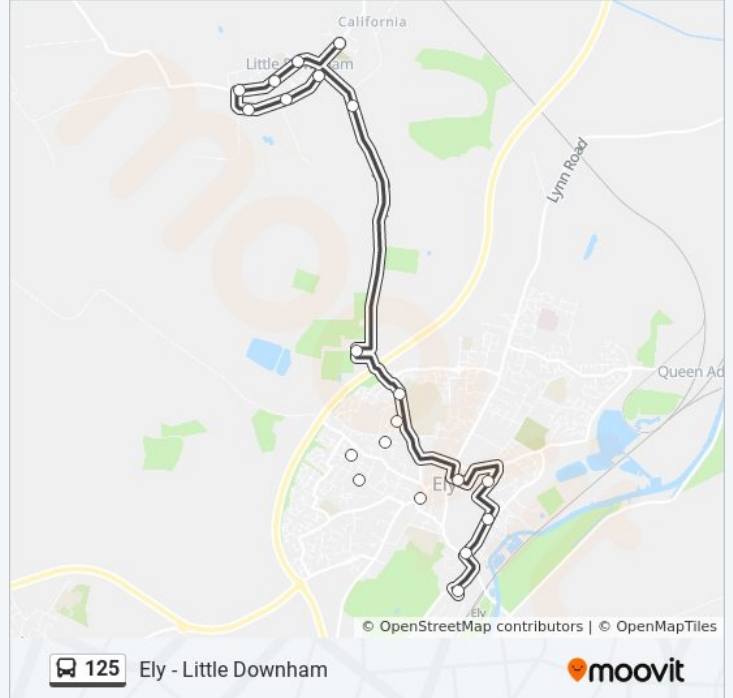 California
Little Downham
Lynn Road
Queen Ad
Ely
Ely
© OpenStreetMap contributors | © OpenMapTiles
125 Ely - Little Downham
moovit